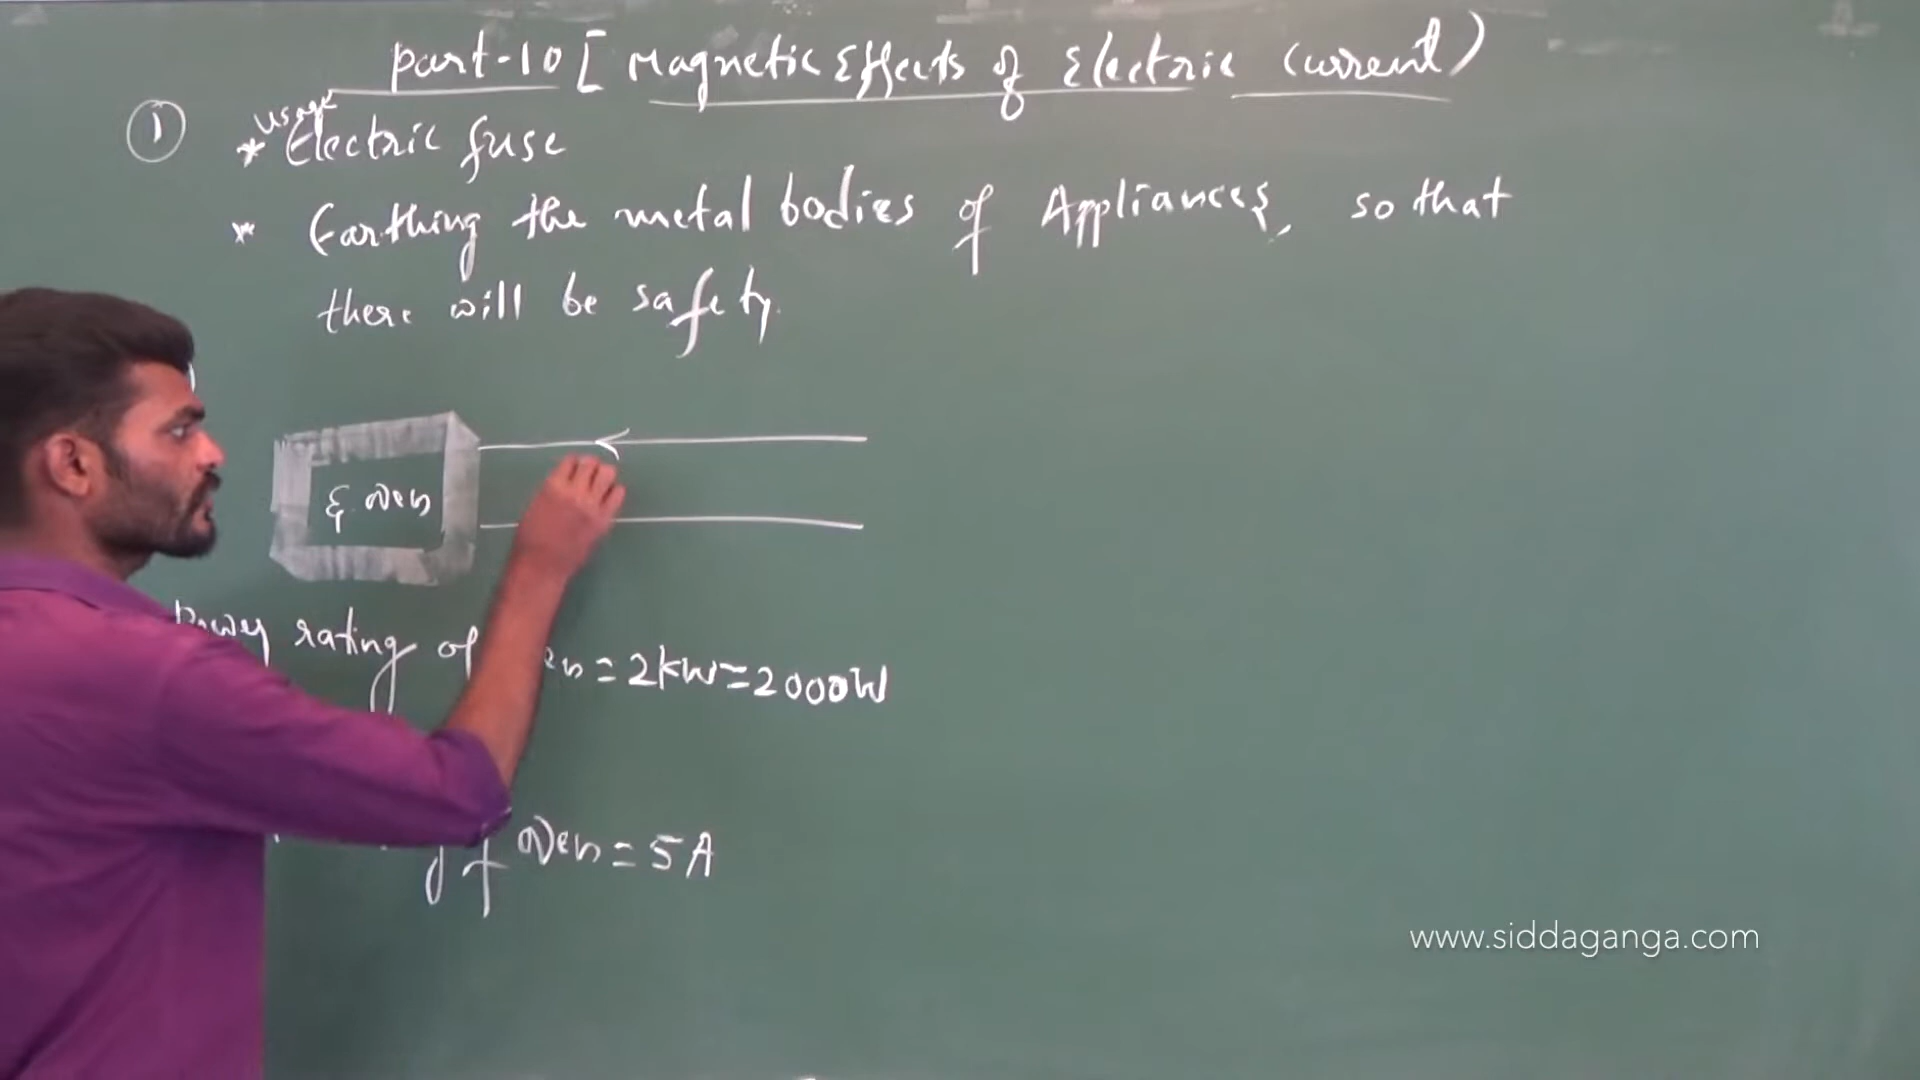 part-10 [Magnetic Effects of Electric Current)
① usage
* Electric fuse
* Earthing the metal bodies of Appliances, so that
there will be safety.
E. oven
Power rating of = 2kW = 2000W
oven = 5A
www.siddaganga.com